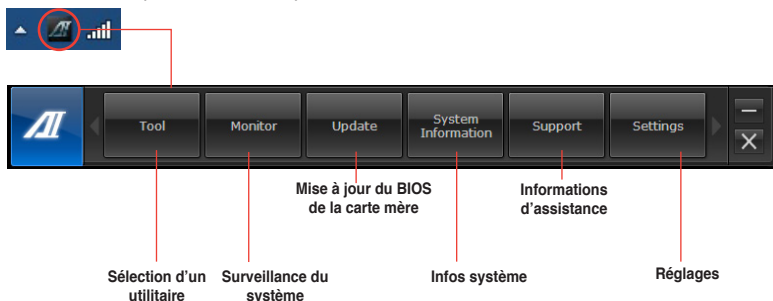 Tool
Monitor
Update
System
Information
Support
Settings
Mise à jour du BIOS
de la carte mère
Informations
d'assistance
Sélection d'un
utilitaire
Surveillance du
système
Infos système
Réglages